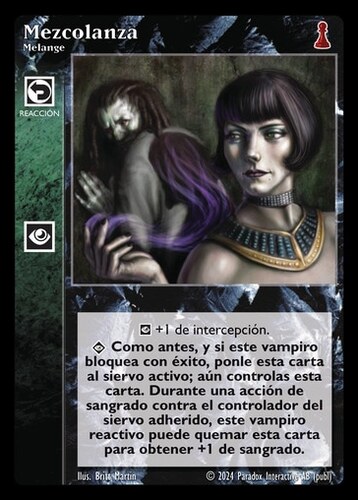 Mezcolanza
Melange
REACCIÓN
+1 de intercepción.
Como antes, y si este vampiro
bloquea con éxito, ponle esta carta
al siervo activo; aún controlas esta
carta. Durante una acción de
sangrado contra el controlador del
siervo adherido, este vampiro
reactivo puede quemar esta carta
para obtener +1 de sangrado.
Ilus. Britt Martin © 2024 Paradox Interactive AB (publ)